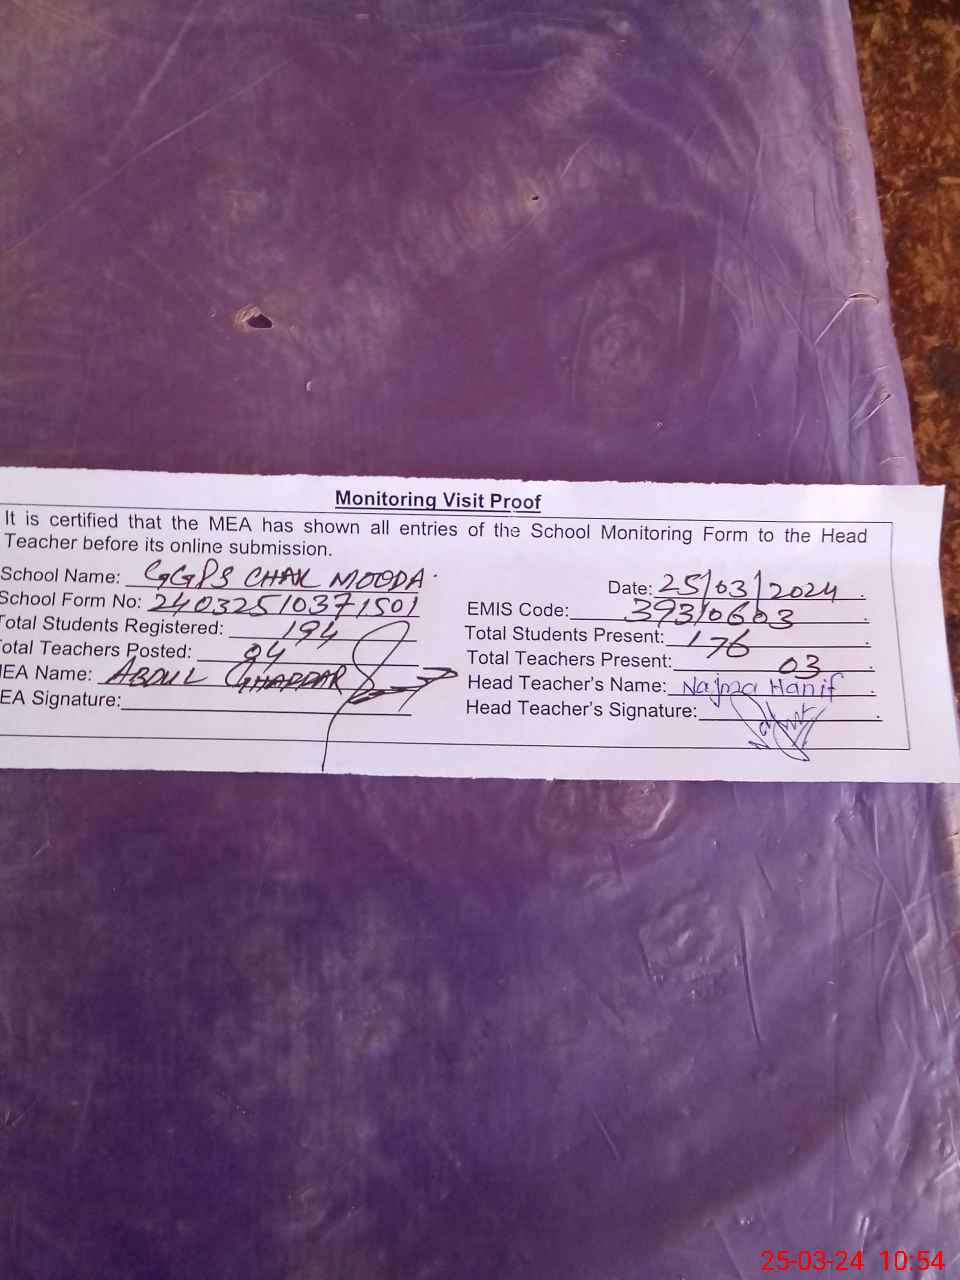 Monitoring Visit Proof
It is certified that the MEA has shown all entries of the School Monitoring Form to the Head
Teacher before its online submission.
School Name: GGPS CHAK MOODA.
Date: 25/03/2024.
School Form No: 24032510371501
EMIS Code: 39310603.
Total Students Registered: 194
Total Students Present: 176.
Total Teachers Posted: 04
Total Teachers Present: 03.
MEA Name: ABDUL GHAFFAR
Head Teacher's Name: Najma Hanif.
EA Signature:
Head Teacher's Signature:
25-03-24 10:54